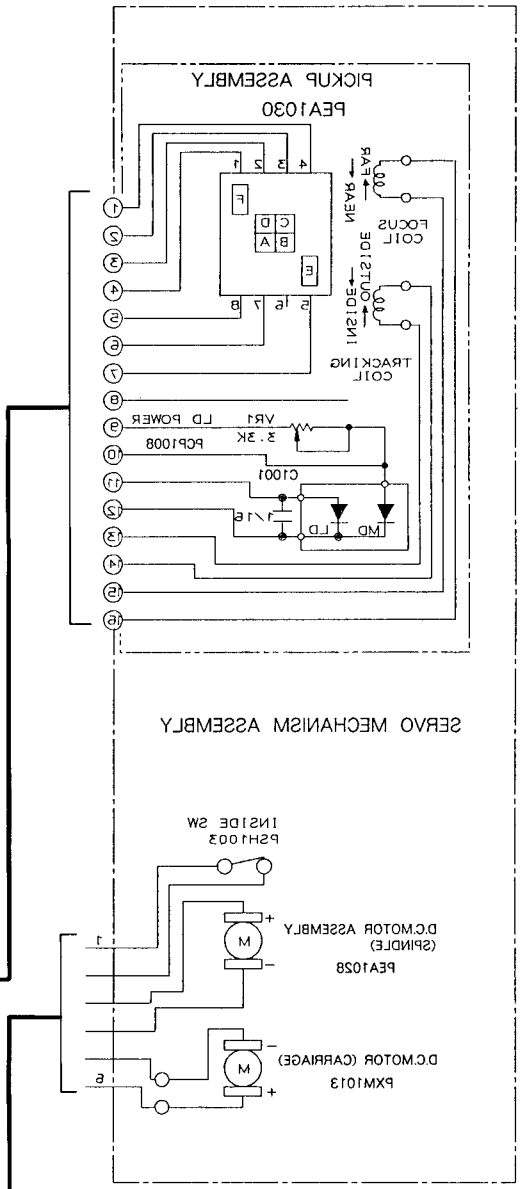 PICKUP ASSEMBLY
PEA1030
4 3 2 1
F
C D
B A
E
5 6 7 8
NEAR FAR
FOCUS
COIL
INSIDE OUTSIDE
TRACKING
COIL
VR1 LD POWER
3.3K PCP1008
C1001
1/16
MD LD
1
2
3
4
5
6
7
8
9
10
11
12
13
14
15
16
SERVO MECHANISM ASSEMBLY
INSIDE SW
PSH1003
D.C.MOTOR ASSEMBLY
(SPINDLE)
PEA1028
+
M
-
D.C.MOTOR (CARRIAGE)
PXM1013
-
M
+
1
6